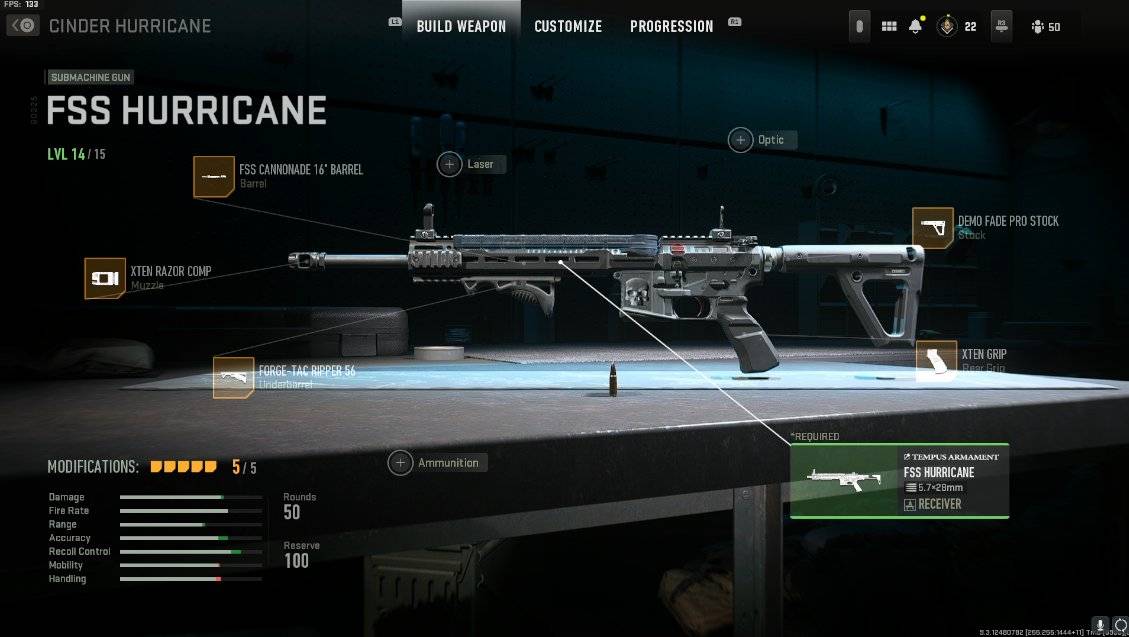 FPS: 133
CINDER HURRICANE
L1
BUILD WEAPON
CUSTOMIZE
PROGRESSION
R1
22
R3
50
SUBMACHINE GUN
FSS HURRICANE
LVL 14 / 15
Optic
Laser
FSS CANNONADE 16" BARREL
Barrel
DEMO FADE PRO STOCK
Stock
XTEN RAZOR COMP
Muzzle
XTEN GRIP
Rear Grip
FORGE-TAC RIPPER 56
Underbarrel
*REQUIRED
TEMPUS ARMAMENT
FSS HURRICANE
5.7×28mm
RECEIVER
MODIFICATIONS: 5 / 5
Ammunition
Damage
Fire Rate
Range
Accuracy
Recoil Control
Mobility
Handling
Rounds
50
Reserve
100